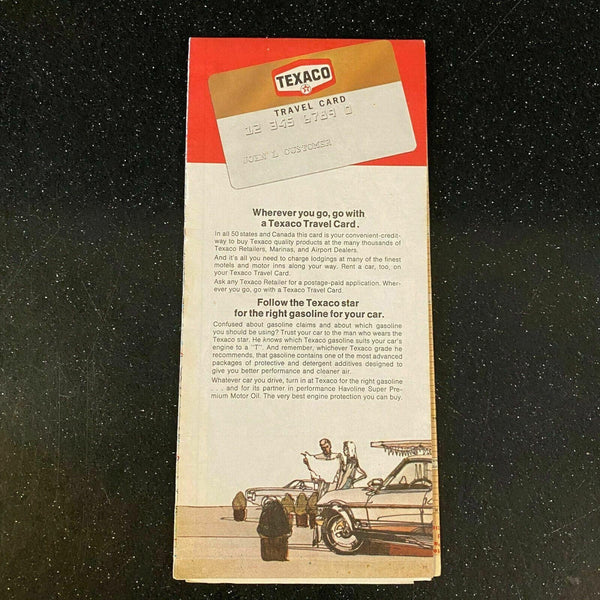 TEXACO
TRAVEL CARD
12 345 6789 0
JOHN L CUSTOMER
Wherever you go, go with
a Texaco Travel Card.
In all 50 states and Canada this card is your convenient-credit-
way to buy Texaco quality products at the many thousands of
Texaco Retailers, Marinas, and Airport Dealers.
And it's all you need to charge lodgings at many of the finest
motels and motor inns along your way. Rent a car, too, on
your Texaco Travel Card.
Ask any Texaco Retailer for a postage-paid application. Wher-
ever you go, go with a Texaco Travel Card.
Follow the Texaco star
for the right gasoline for your car.
Confused about gasoline claims and about which gasoline
you should be using? Trust your car to the man who wears the
Texaco star. He knows which Texaco gasoline suits your car's
engine to a "T". And remember, whichever Texaco grade he
recommends, that gasoline contains one of the most advanced
packages of protective and detergent additives designed to
give you better performance and cleaner air.
Whatever car you drive, turn in at Texaco for the right gasoline
. . . and for its partner in performance Havoline Super Pre-
mium Motor Oil. The very best engine protection you can buy.